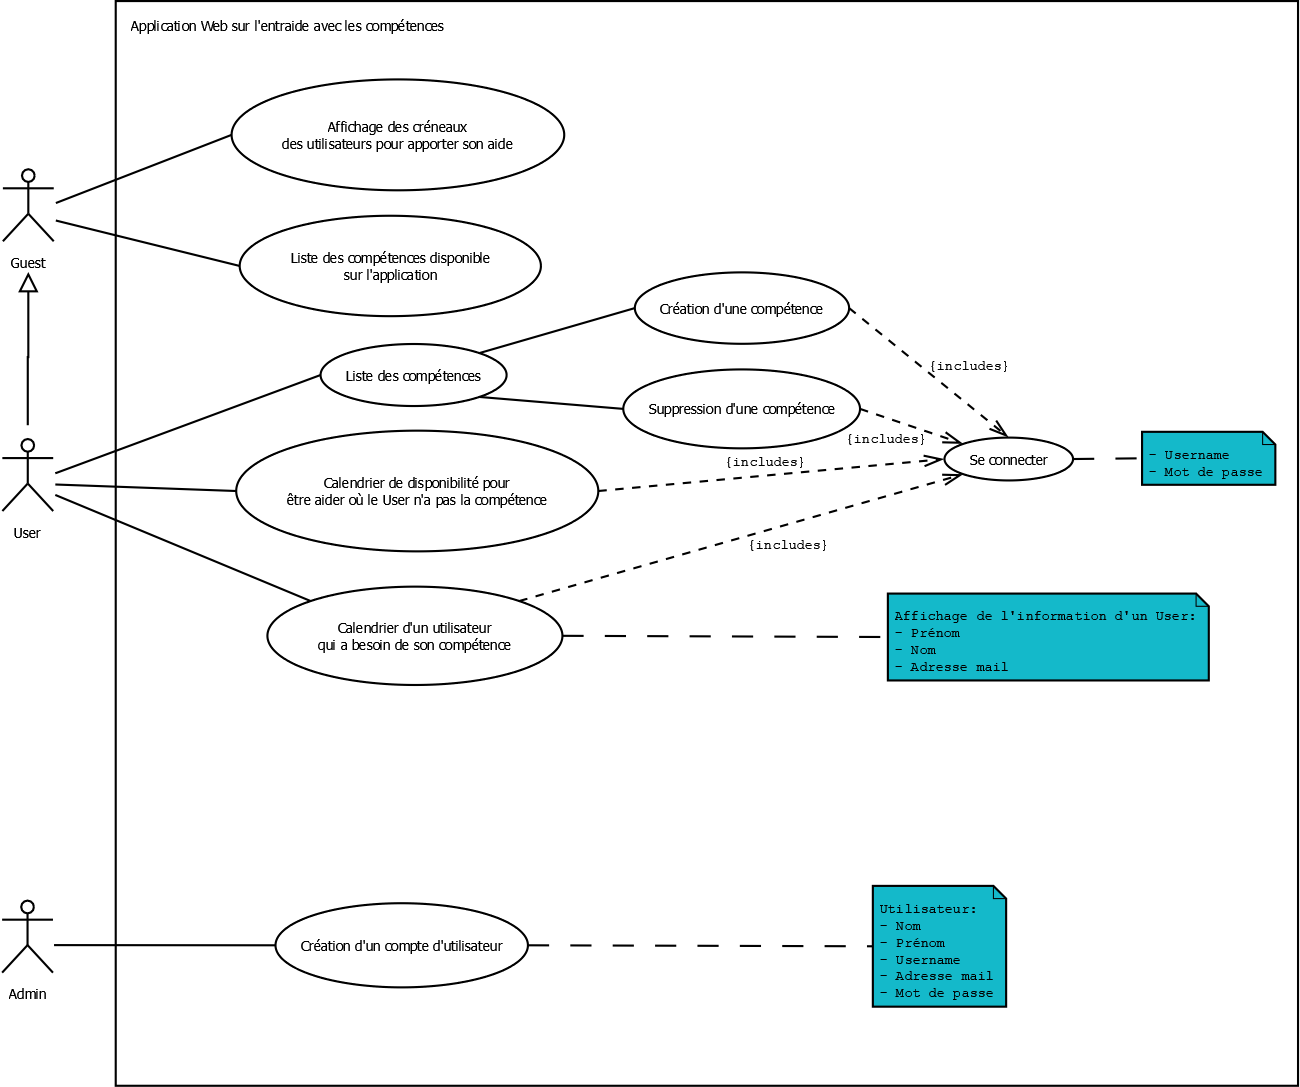 Application Web sur l'entraide avec les compétences
Affichage des créneaux
des utilisateurs pour apporter son aide
Guest
Liste des compétences disponible
sur l'application
Création d'une compétence
{includes}
Liste des compétences
Suppression d'une compétence
{includes}
{includes}
Se connecter
- Username
- Mot de passe
Calendrier de disponibilité pour
être aider où le User n'a pas la compétence
User
{includes}
Calendrier d'un utilisateur
qui a besoin de son compétence
Affichage de l'information d'un User:
- Prénom
- Nom
- Adresse mail
Admin
Création d'un compte d'utilisateur
Utilisateur:
- Nom
- Prénom
- Username
- Adresse mail
- Mot de passe